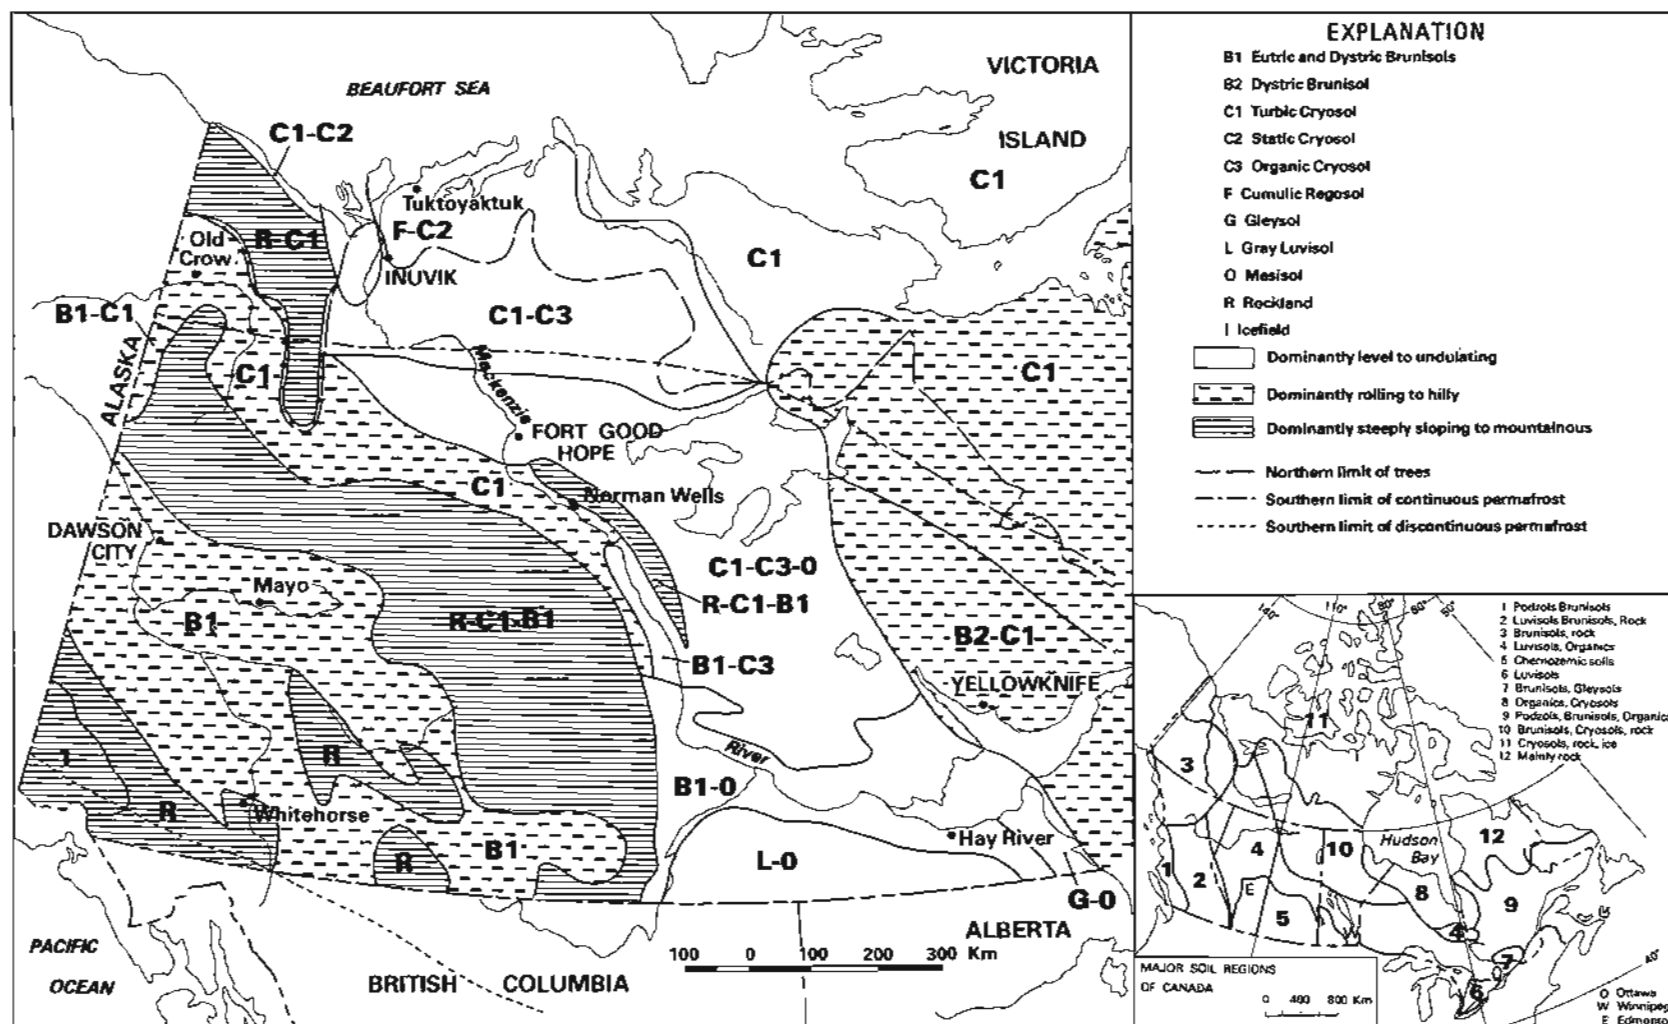 BEAUFORT SEA
VICTORIA
ISLAND
C1
C1-C2
Tuktoyaktuk
F-C2
Old
Crow
R-C1
INUVIK
C1
B1-C1
C1-C3
ALASKA
C1
C1
Mackenzie
FORT GOOD
HOPE
C1
Norman Wells
DAWSON
CITY
Mayo
C1-C3-0
R-C1-B1
B1
R-C1-B1
B2-C1
B1-C3
YELLOWKNIFE
River
R
1
R
Whitehorse
B1-0
Hay River
R
B1
L-0
G-0
ALBERTA
PACIFIC
OCEAN
BRITISH COLUMBIA
100 0 100 200 300 Km
EXPLANATION
B1 Eutric and Dystric Brunisols
B2 Dystric Brunisol
C1 Turbic Cryosol
C2 Static Cryosol
C3 Organic Cryosol
F Cumulic Regosol
G Gleysol
L Gray Luvisol
O Mesisol
R Rockland
I Icefield
Dominantly level to undulating
Dominantly rolling to hilly
Dominantly steeply sloping to mountainous
Northern limit of trees
Southern limit of continuous permafrost
Southern limit of discontinuous permafrost
140° 110° 80° 60° 50°
1 Podzols Brunisols
2 Luvisols Brunisols, Rock
3 Brunisols, rock
4 Luvisols, Organics
5 Chernozemic soils
6 Luvisols
7 Brunisols, Gleysols
8 Organics, Cryosols
9 Podzols, Brunisols, Organics
10 Brunisols, Cryosols, rock
11 Cryosols, rock, ice
12 Mainly rock
11
3
12
Hudson
Bay
4
10
1
2
E
5
8
9
W
4
7
6
40°
MAJOR SOIL REGIONS
OF CANADA
0 400 800 Km
O Ottawa
W Winnipeg
E Edmonton